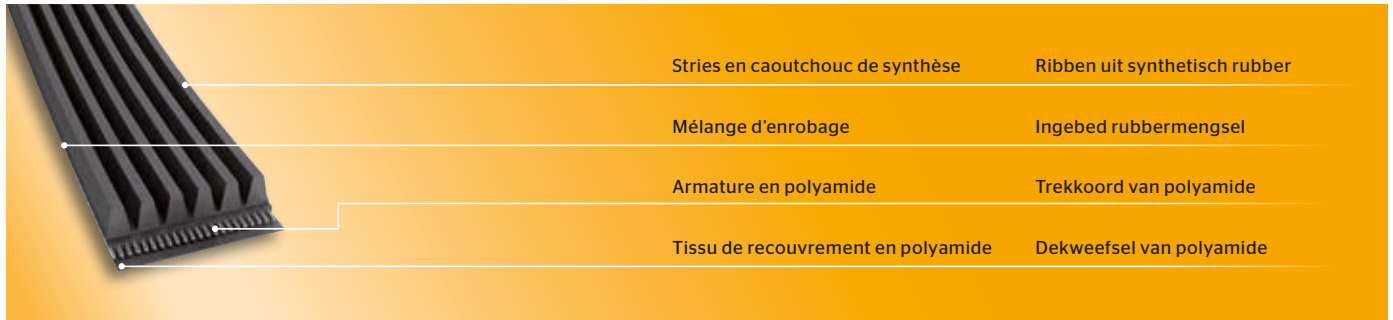 Stries en caoutchouc de synthèse Ribben uit synthetisch rubber
Mélange d'enrobage Ingebed rubbermengsel
Armature en polyamide Trekkoord van polyamide
Tissu de recouvrement en polyamide Dekweefsel van polyamide